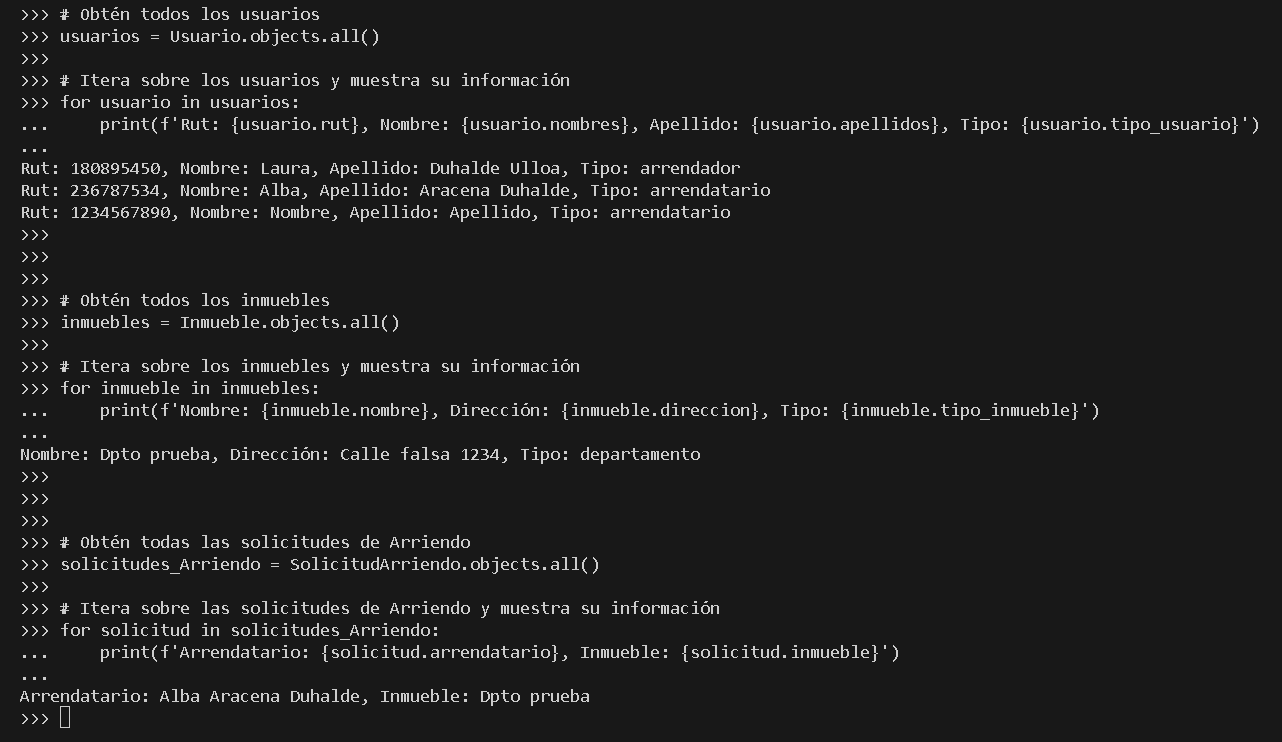 >>> # Obtén todos los usuarios
>>> usuarios = Usuario.objects.all()
>>>
>>> # Itera sobre los usuarios y muestra su información
>>> for usuario in usuarios:
...     print(f'Rut: {usuario.rut}, Nombre: {usuario.nombres}, Apellido: {usuario.apellidos}, Tipo: {usuario.tipo_usuario}')
...
Rut: 180895450, Nombre: Laura, Apellido: Duhalde Ulloa, Tipo: arrendador
Rut: 236787534, Nombre: Alba, Apellido: Aracena Duhalde, Tipo: arrendatario
Rut: 1234567890, Nombre: Nombre, Apellido: Apellido, Tipo: arrendatario
>>>
>>>
>>>
>>> # Obtén todos los inmuebles
>>> inmuebles = Inmueble.objects.all()
>>>
>>> # Itera sobre los inmuebles y muestra su información
>>> for inmueble in inmuebles:
...     print(f'Nombre: {inmueble.nombre}, Dirección: {inmueble.direccion}, Tipo: {inmueble.tipo_inmueble}')
...
Nombre: Dpto prueba, Dirección: Calle falsa 1234, Tipo: departamento
>>>
>>>
>>>
>>> # Obtén todas las solicitudes de Arriendo
>>> solicitudes_Arriendo = SolicitudArriendo.objects.all()
>>>
>>> # Itera sobre las solicitudes de Arriendo y muestra su información
>>> for solicitud in solicitudes_Arriendo:
...     print(f'Arrendatario: {solicitud.arrendatario}, Inmueble: {solicitud.inmueble}')
...
Arrendatario: Alba Aracena Duhalde, Inmueble: Dpto prueba
>>>